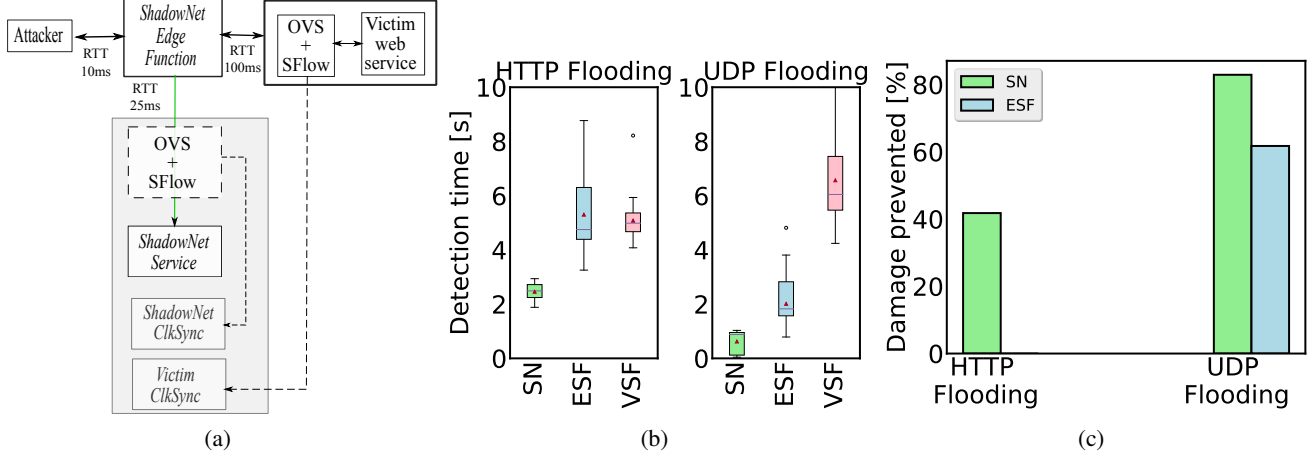 Attacker
RTT
10ms
ShadowNet
Edge
Function
RTT
100ms
OVS
+
SFlow
Victim
web
service
RTT
25ms
OVS
+
SFlow
ShadowNet
Service
ShadowNet
ClkSync
Victim
ClkSync
(a)
HTTP Flooding
Detection time [s]
10
8
6
4
2
0
SN
ESF
VSF
UDP Flooding
10
8
6
4
2
0
SN
ESF
VSF
(b)
Damage prevented [%]
80
60
40
20
0
SN
ESF
HTTP
Flooding
UDP
Flooding
(c)